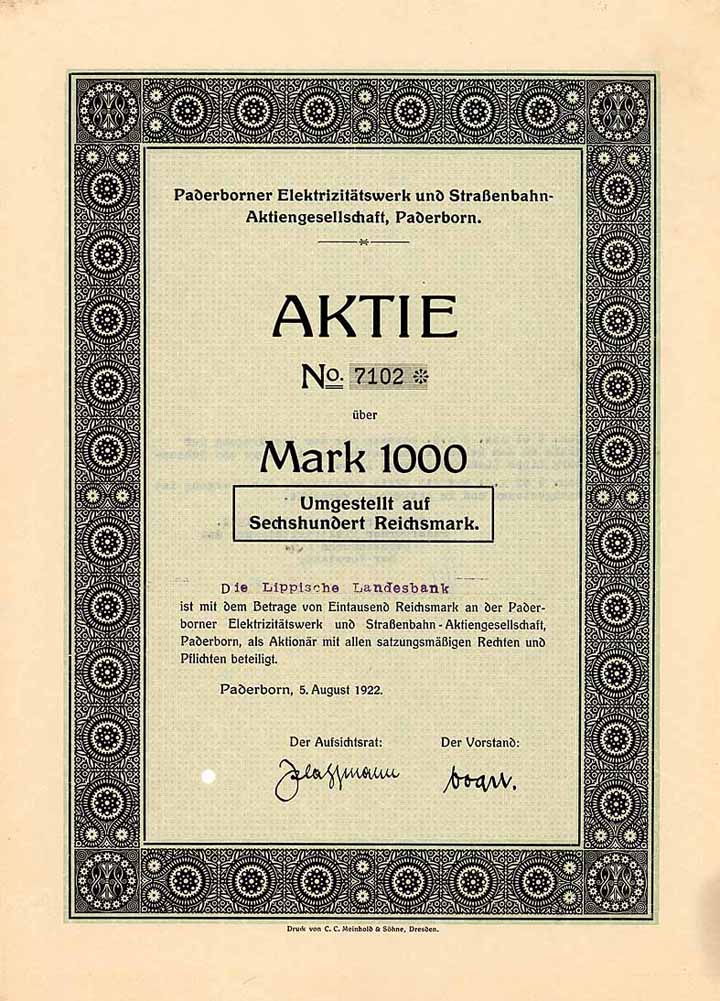 Paderborner Elektrizitätswerk und Straßenbahn-
Aktiengesellschaft, Paderborn.
AKTIE
No. 7102 *
über
Mark 1000
Umgestellt auf
Sechshundert Reichsmark.
Die Lippische Landesbank
ist mit dem Betrage von Eintausend Reichsmark an der Pader-
borner Elektrizitätswerk und Straßenbahn-Aktiengesellschaft,
Paderborn, als Aktionär mit allen satzungsmäßigen Rechten und
Pflichten beteiligt.
Paderborn, 5. August 1922.
Der Aufsichtsrat: Der Vorstand:
Druck von C. C. Meinhold & Söhne, Dresden.